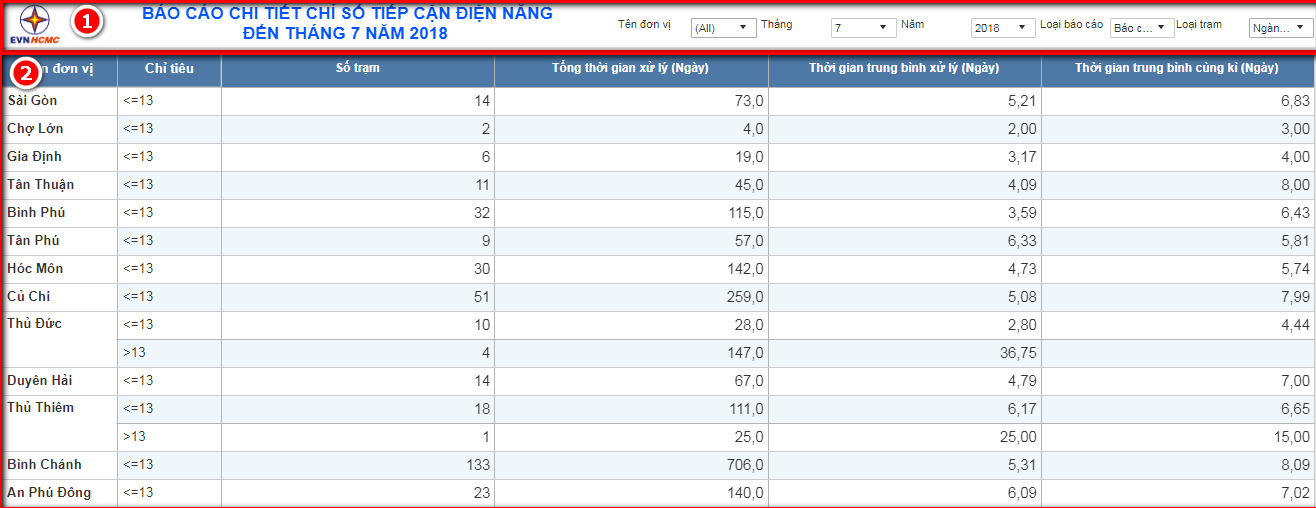 EVNHCMC
1
BÁO CÁO CHI TIẾT CHỈ SỐ TIẾP CẬN ĐIỆN NĂNG
ĐẾN THÁNG 7 NĂM 2018
Tên đơn vị (All) Tháng 7 Năm 2018 Loại báo cáo Báo c... Loại trạm Ngàn...
2
n đơn vị Chỉ tiêu Số trạm Tổng thời gian xử lý (Ngày) Thời gian trung bình xử lý (Ngày) Thời gian trung bình cùng kì (Ngày)
Sài Gòn <=13 14 73,0 5,21 6,83
Chợ Lớn <=13 2 4,0 2,00 3,00
Gia Định <=13 6 19,0 3,17 4,00
Tân Thuận <=13 11 45,0 4,09 8,00
Bình Phú <=13 32 115,0 3,59 6,43
Tân Phú <=13 9 57,0 6,33 5,81
Hóc Môn <=13 30 142,0 4,73 5,74
Củ Chi <=13 51 259,0 5,08 7,99
Thủ Đức <=13 10 28,0 2,80 4,44
>13 4 147,0 36,75
Duyên Hải <=13 14 67,0 4,79 7,00
Thủ Thiêm <=13 18 111,0 6,17 6,65
>13 1 25,0 25,00 15,00
Bình Chánh <=13 133 706,0 5,31 8,09
An Phú Đông <=13 23 140,0 6,09 7,02